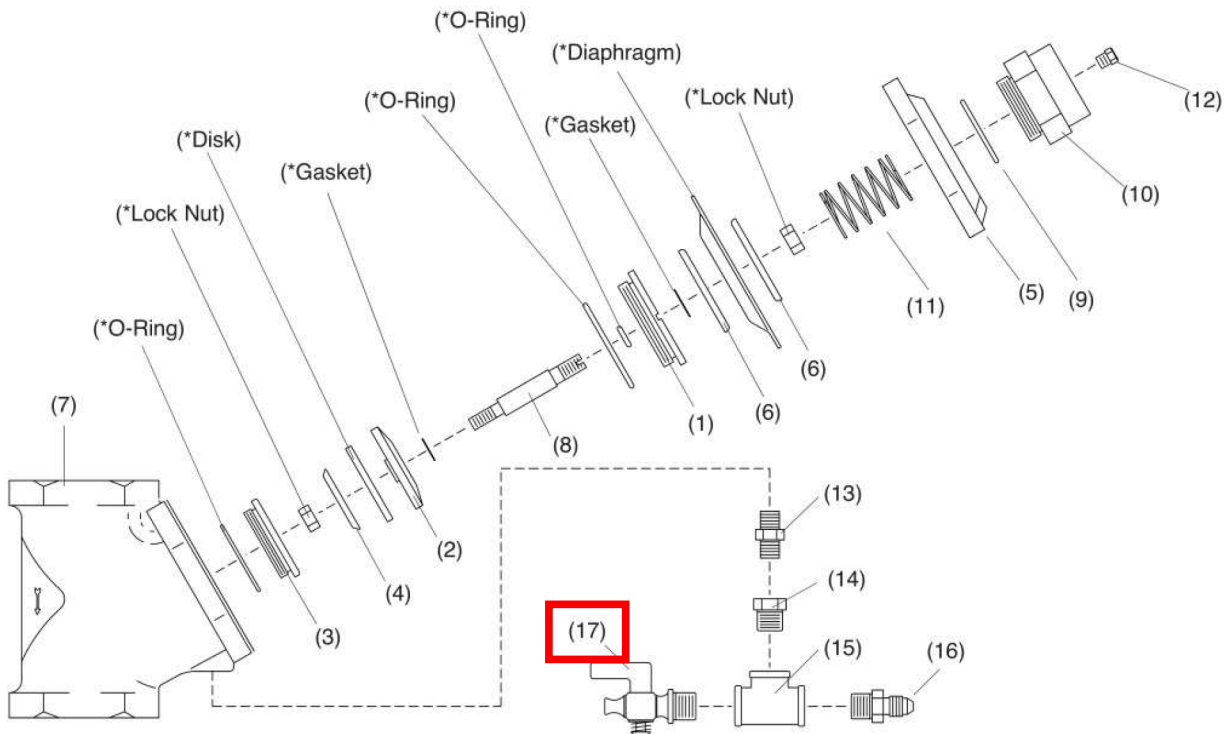 (*O-Ring)
(*Diaphragm)
(*O-Ring)
(*Lock Nut)
(12)
(*Disk)
(*Gasket)
(*Gasket)
(10)
(*Lock Nut)
(5)
(9)
(11)
(*O-Ring)
(6)
(7)
(6)
(1)
(8)
(13)
(2)
(14)
(4)
(3)
(17)
(15)
(16)